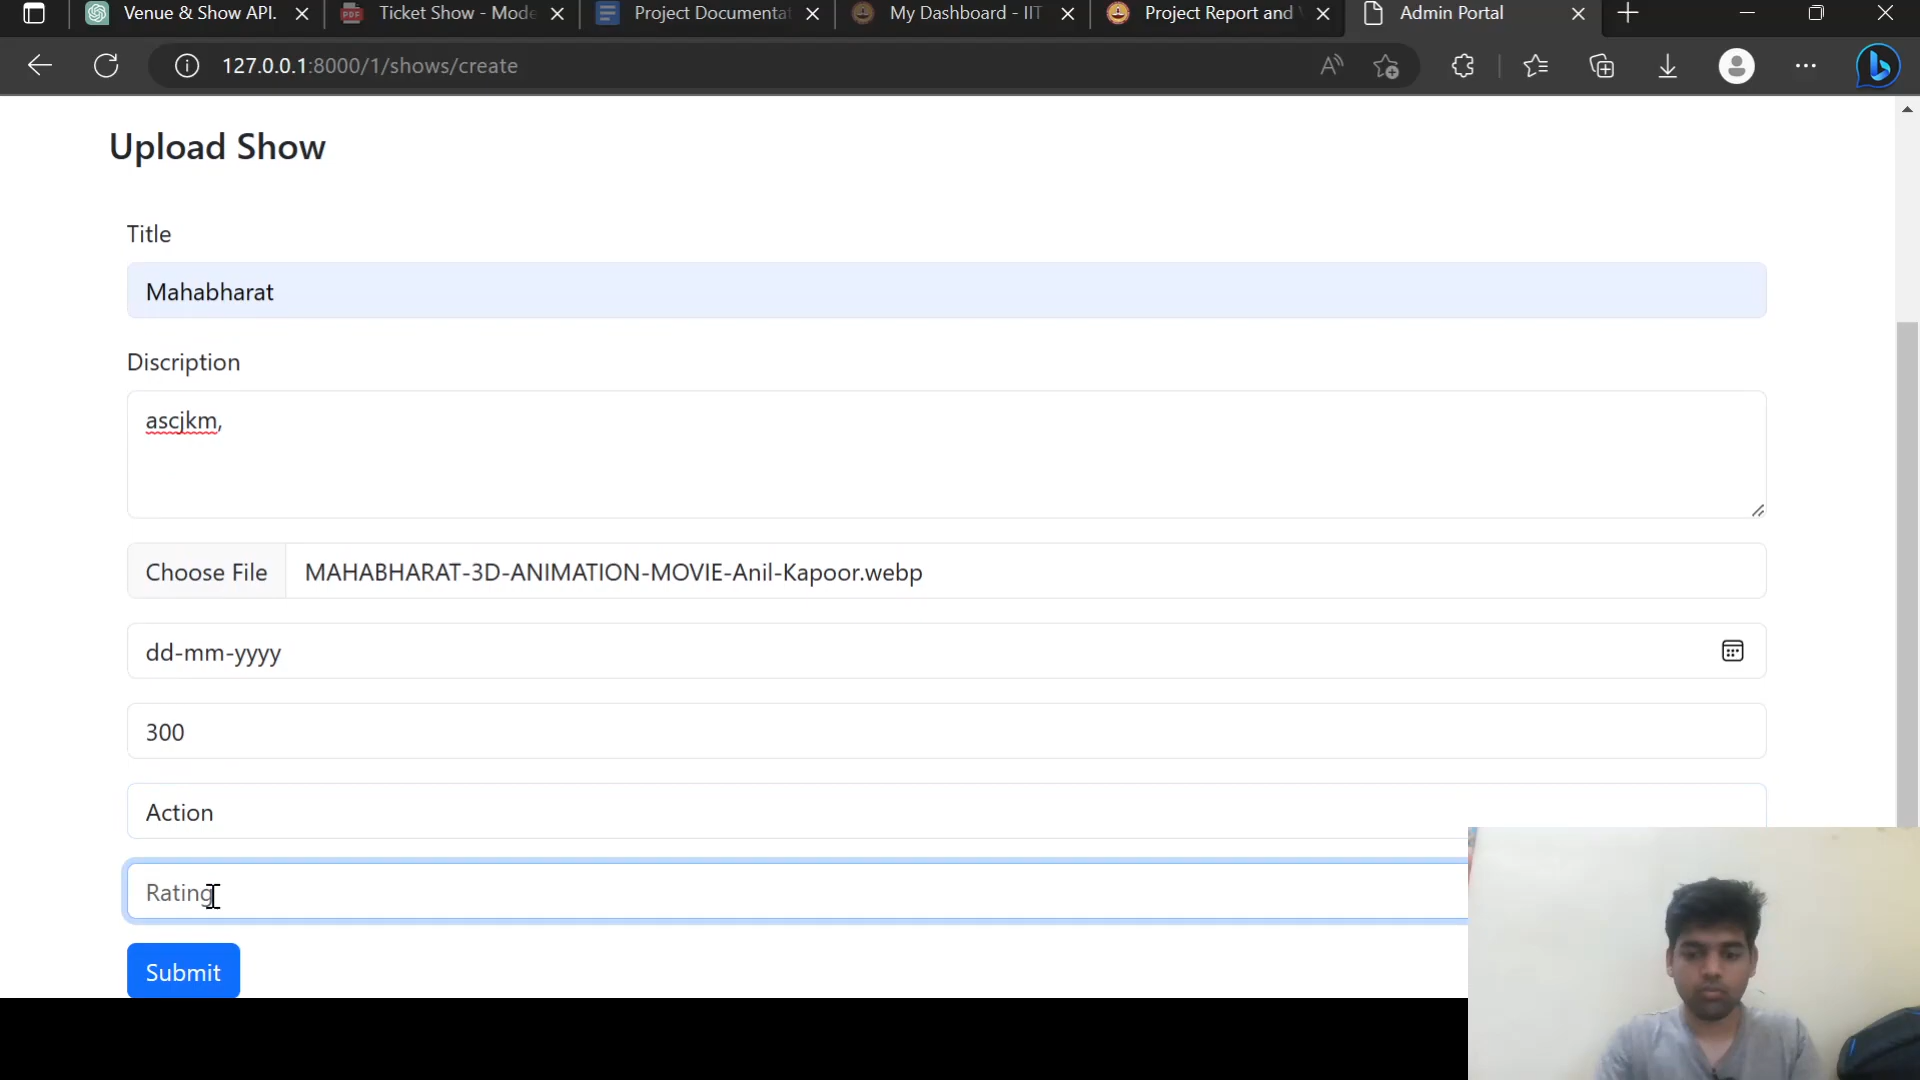 Venue & Show API.
Ticket Show - Mode
Project Documentat
My Dashboard - IIT
Project Report and
Admin Portal
127.0.0.1:8000/1/shows/create
Upload Show
Title
Mahabharat
Discription
ascjkm,
Choose File MAHABHARAT-3D-ANIMATION-MOVIE-Anil-Kapoor.webp
dd-mm-yyyy
300
Action
Rating
Submit